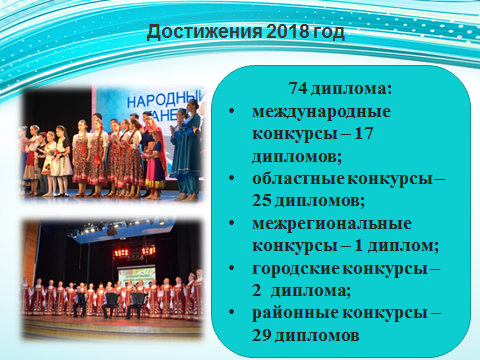 Достижения 2018 год
НАРОДНЫЙ
74 диплома:
• международные
конкурсы – 17
дипломов;
• областные конкурсы –
25 дипломов;
• межрегиональные
конкурсы – 1 диплом;
• городские конкурсы –
2 диплома;
• районные конкурсы –
29 дипломов